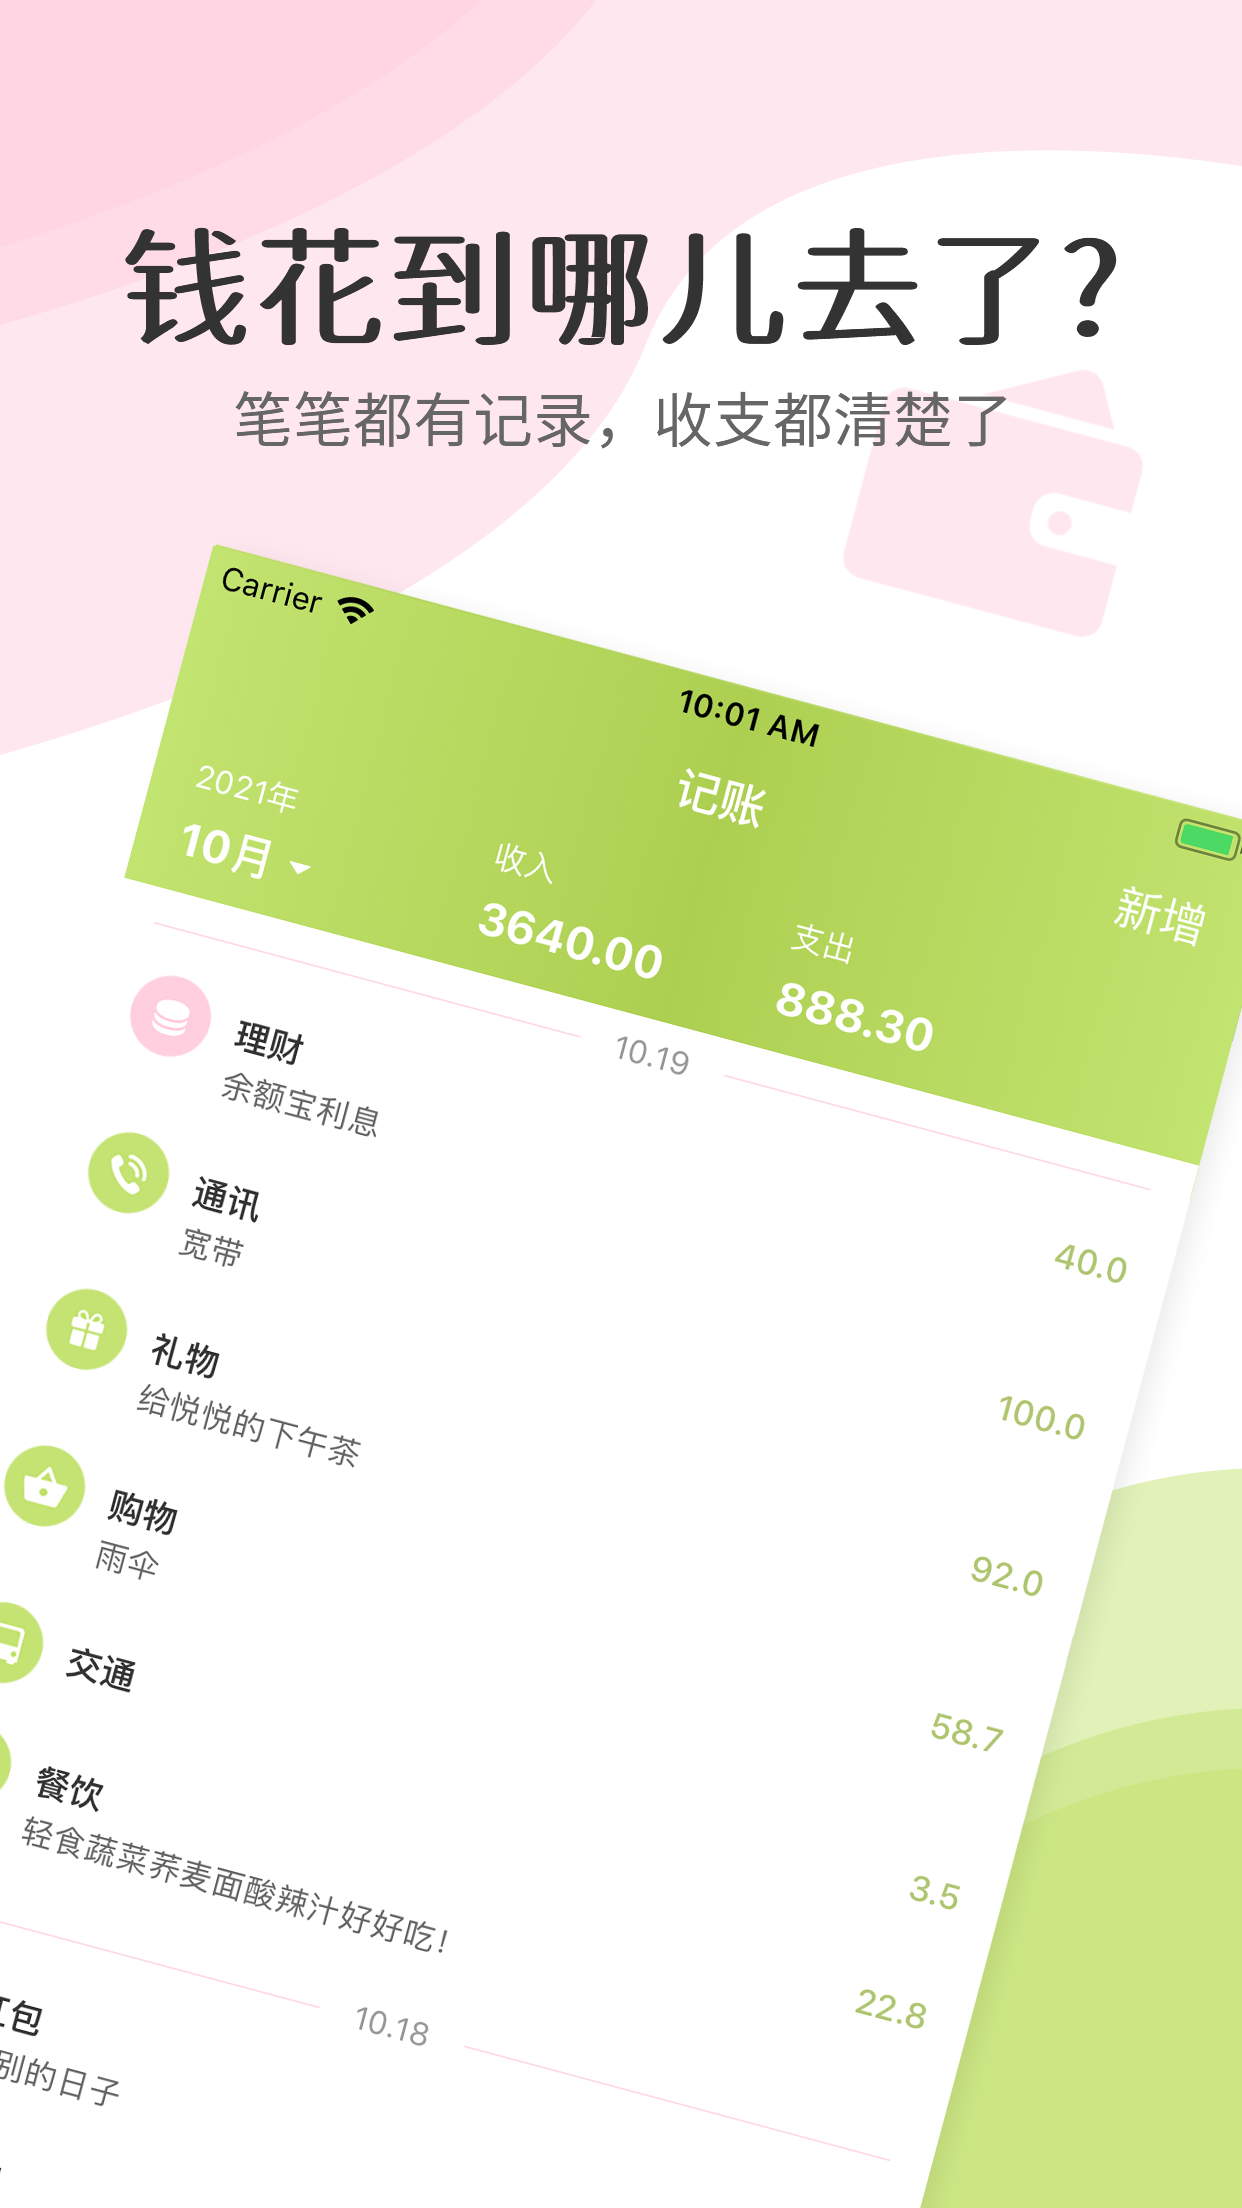 钱花到哪儿去了?
笔笔都有记录，收支都清楚了
Carrier
10:01 AM
记账
新增
2021年
10月
收入
3640.00
支出
888.30
10.19
理财
余额宝利息
40.0
通讯
宽带
100.0
礼物
给悦悦的下午茶
92.0
购物
雨伞
58.7
交通
3.5
餐饮
轻食蔬菜荞麦面酸辣汁好好吃!
22.8
10.18
红包
别的日子